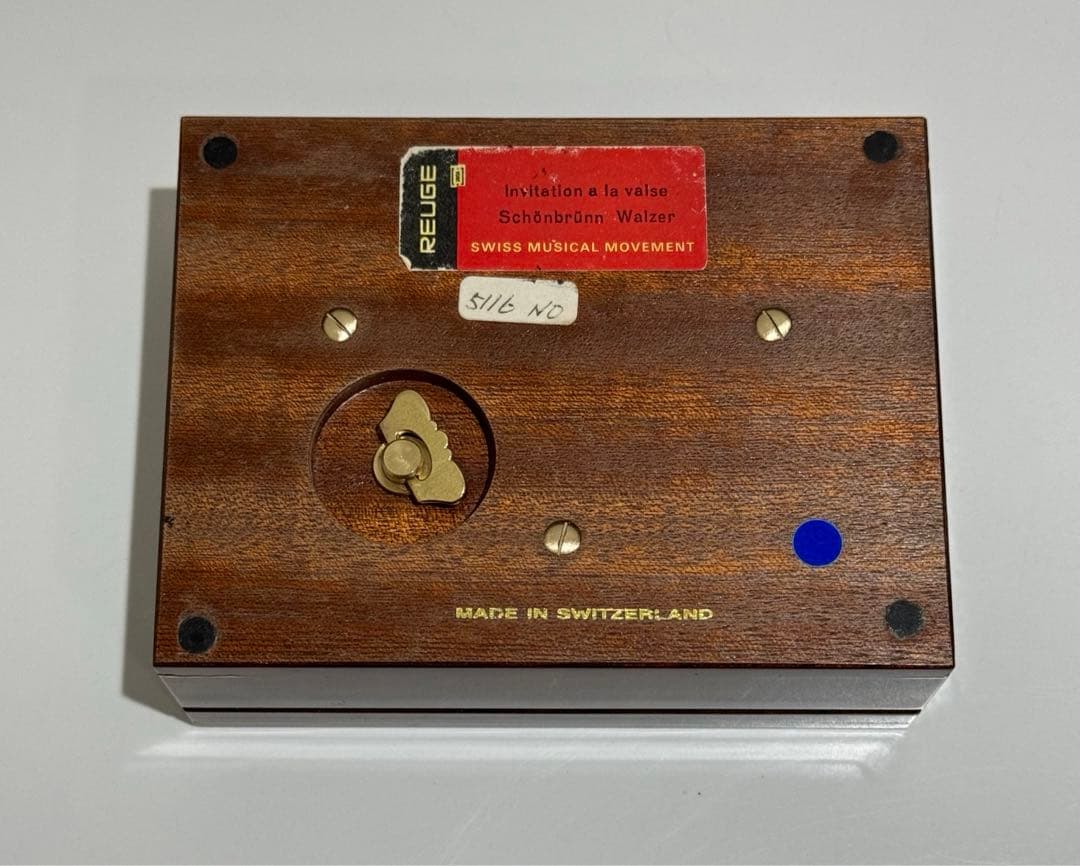 REUGE
Invitation a la valse
Schönbrünn Walzer
SWISS MUSICAL MOVEMENT
5116 NO
MADE IN SWITZERLAND